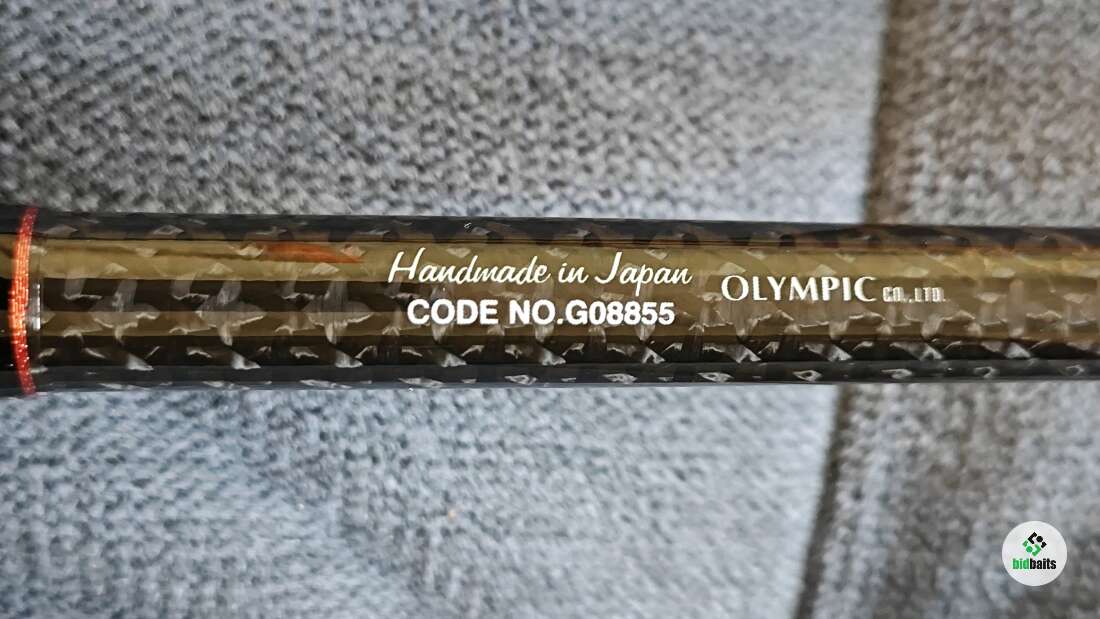 Handmade in Japan
CODE NO.G08855
OLYMPIC CO.,LTD.
bidbaits